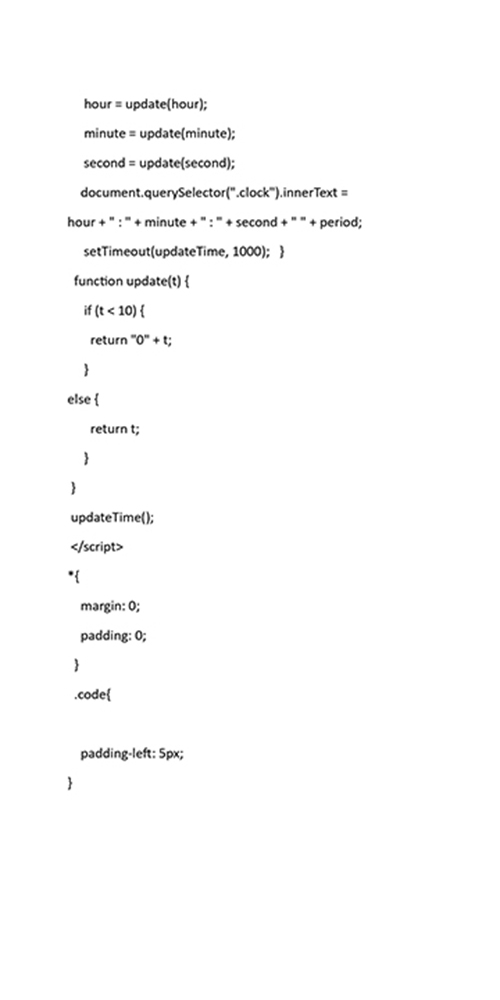 hour = update(hour);
minute = update(minute);
second = update(second);
document.querySelector(".clock").innerText =
hour + " : " + minute + " : " + second + " " + period;
setTimeout(updateTime, 1000); }
function update(t) {
if (t < 10) {
return "0" + t;
}
else {
return t;
}
}
updateTime();
</script>
*{
margin: 0;
padding: 0;
}
.code{
padding-left: 5px;
}